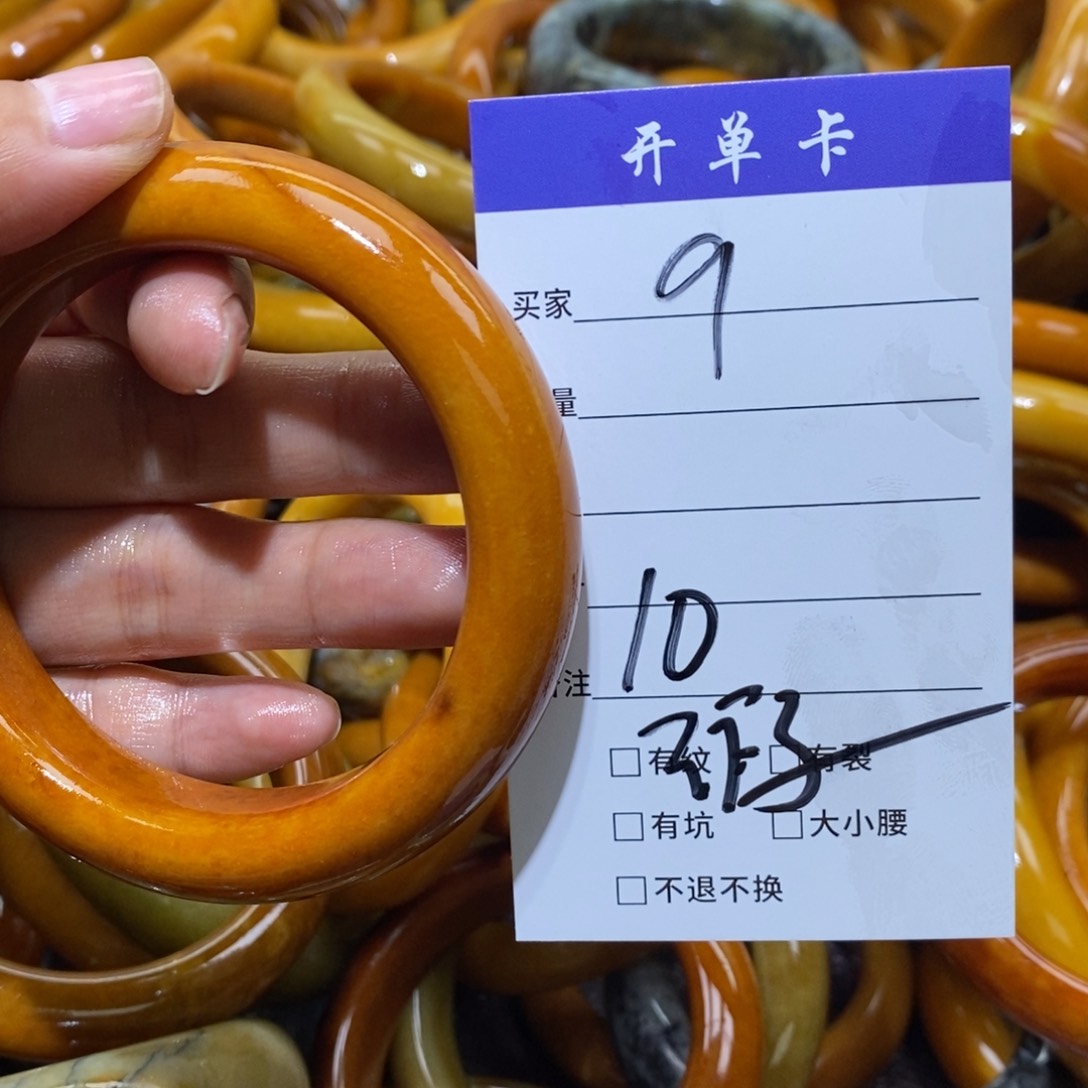 开单卡
买家 9
量
注 10
□有纹 □有裂
□有坑 □大小腰
□不退不换